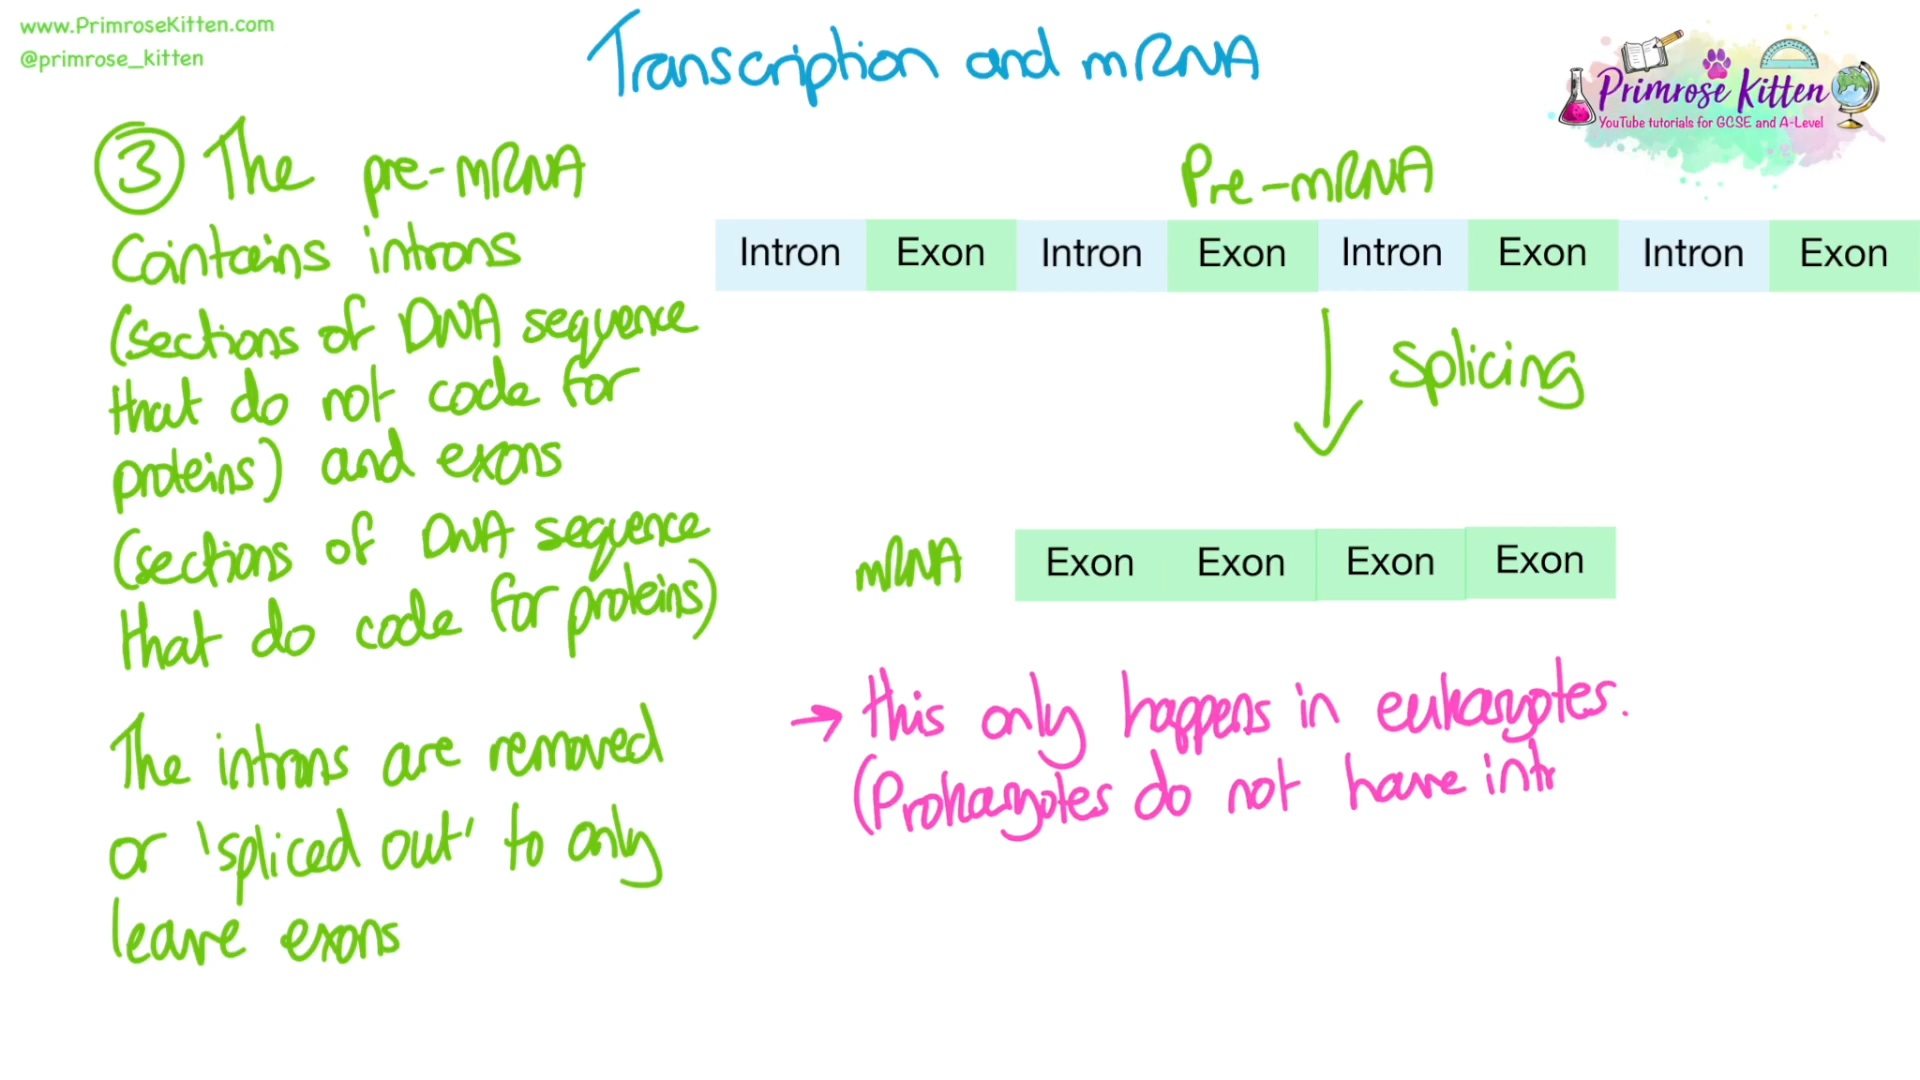 www.PrimroseKitten.com
@primrose_kitten
Transcription and mRNA
Primrose Kitten
YouTube tutorials for GCSE and A-Level
3 The pre-mRNA
Contains introns
(sections of DNA sequence
that do not code for
proteins) and exons
(sections of DNA sequence
that do code for proteins)
The introns are removed
or 'spliced out' to only
leave exons
Pre-mRNA
Intron Exon Intron Exon Intron Exon Intron Exon
Splicing
mRNA Exon Exon Exon Exon
→ this only happens in eukaryotes.
(Prokaryotes do not have intr